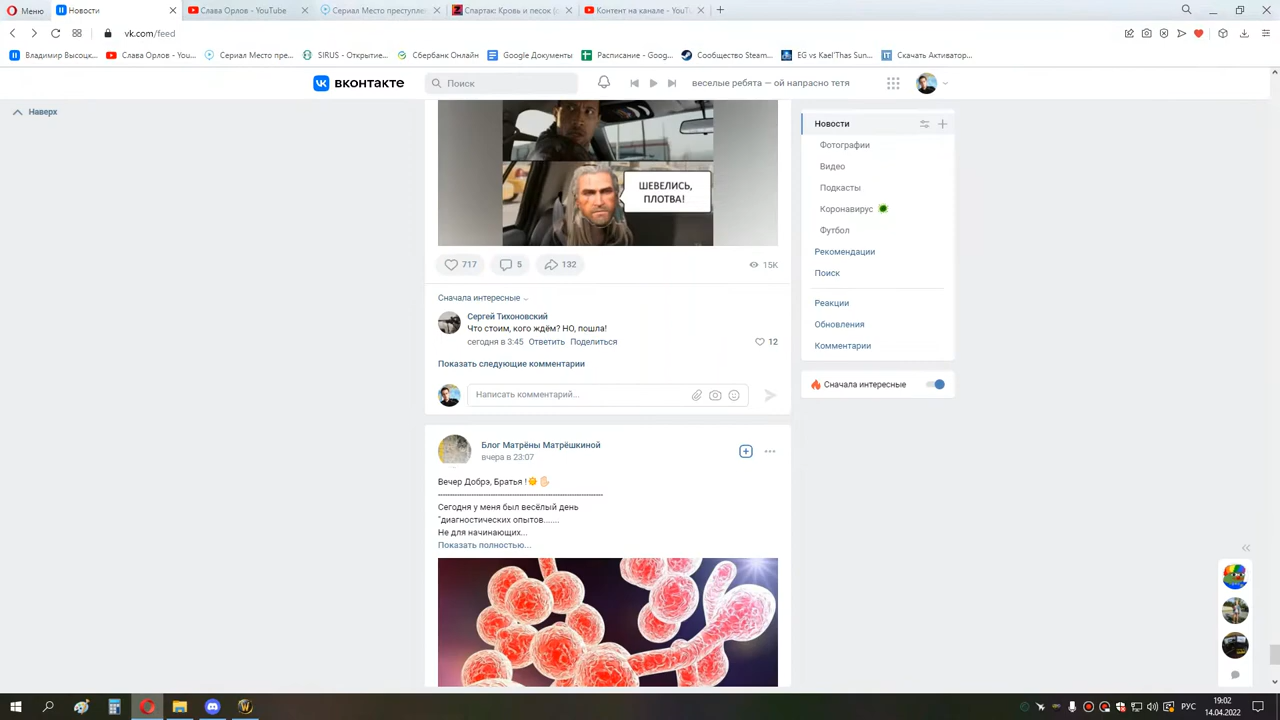 Меню
Новости
Слава Орлов - YouTube
Сериал Место преступлен
Спартак: Кровь и песок (с
Контент на канале - YouTu
vk.com/feed
Владимир Высоцк...
Слава Орлов - You...
Сериал Место пре...
SIRUS - Открытие...
Сбербанк Онлайн
Google Документы
Расписание - Goog...
Сообщество Steam...
EG vs Kael'Thas Sun...
Скачать Активатор...
вконтакте
Поиск
веселые ребята — ой напрасно тетя
Наверх
ШЕВЕЛИСЬ,
ПЛОТВА!
717
5
132
15K
Сначала интересные
Сергей Тихоновский
Что стоим, кого ждём? НО, пошла!
сегодня в 3:45 Ответить Поделиться
12
Показать следующие комментарии
Написать комментарий...
Блог Матрёны Матрёшкиной
вчера в 23:07
Вечер Добрэ, Братья !
Сегодня у меня был весёлый день
"диагностических опытов.......
Не для начинающих...
Показать полностью...
Новости
Фотографии
Видео
Подкасты
Коронавирус
Футбол
Рекомендации
Поиск
Реакции
Обновления
Комментарии
Сначала интересные
РУС
19:02
14.04.2022